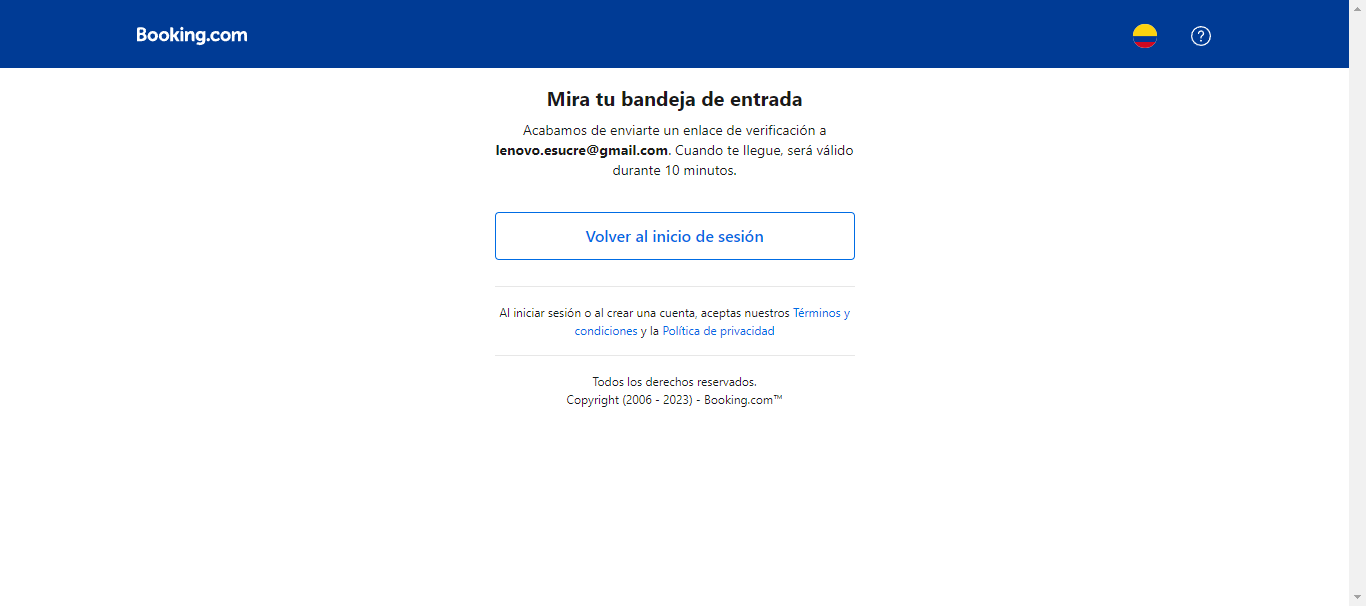 Booking.com
Mira tu bandeja de entrada
Acabamos de enviarte un enlace de verificación a
lenovo.esucre@gmail.com. Cuando te llegue, será válido
durante 10 minutos.
Volver al inicio de sesión
Al iniciar sesión o al crear una cuenta, aceptas nuestros Términos y
condiciones y la Política de privacidad
Todos los derechos reservados.
Copyright (2006 - 2023) - Booking.com™